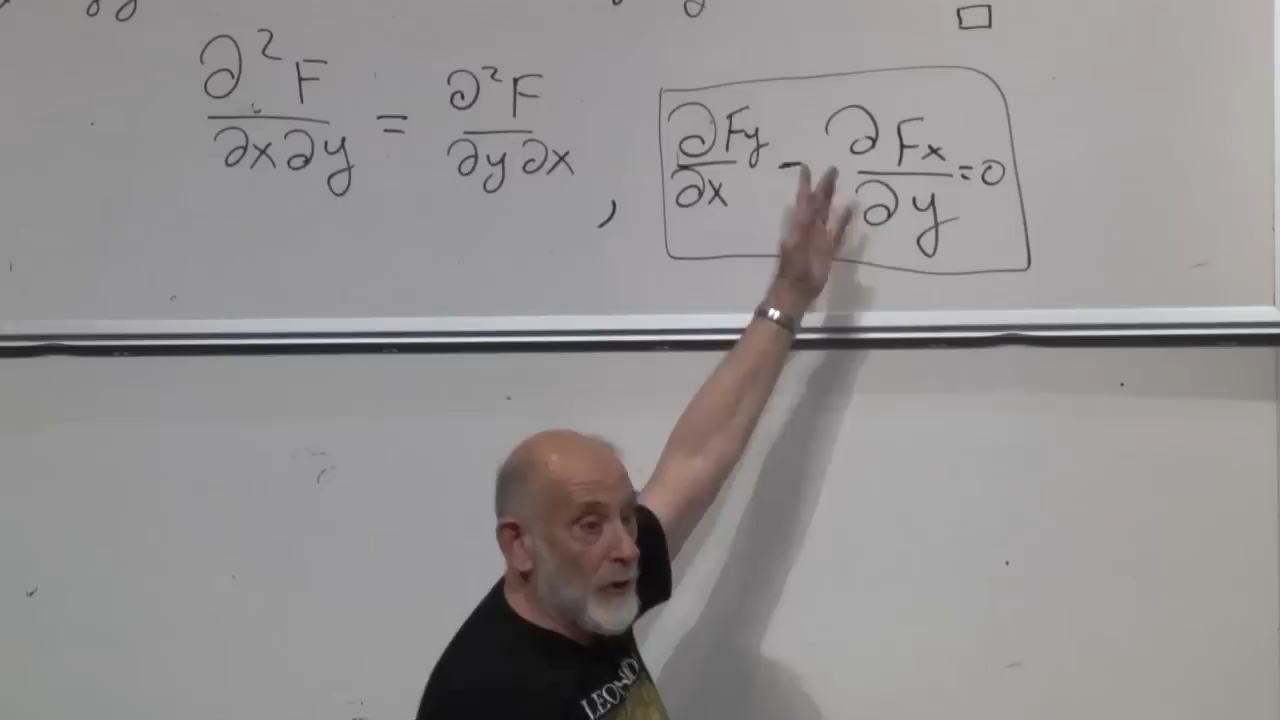 ∂²F/∂x∂y = ∂²F/∂y∂x , ∂Fy/∂x - ∂Fx/∂y = 0